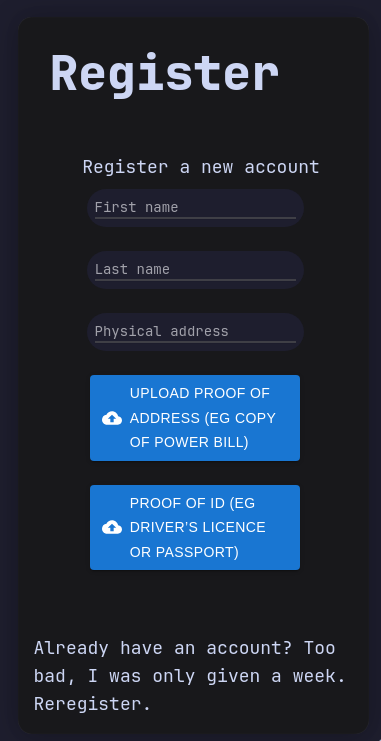 Register
Register a new account
First name
Last name
Physical address
UPLOAD PROOF OF
ADDRESS (EG COPY
OF POWER BILL)
PROOF OF ID (EG
DRIVER'S LICENCE
OR PASSPORT)
Already have an account? Too
bad, I was only given a week.
Reregister.